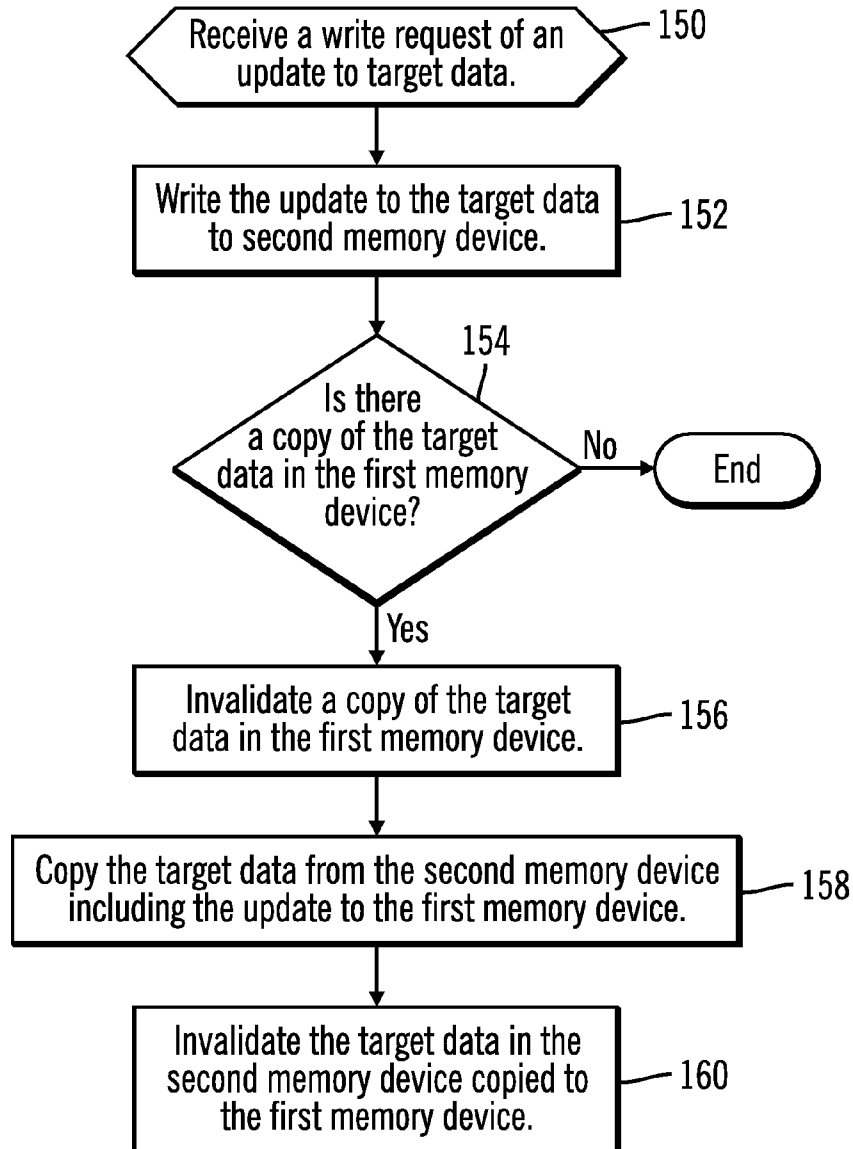 Receive a write request of an
update to target data.
150
Write the update to the target data
to second memory device.
152
154
Is there
a copy of the target
data in the first memory
device?
No
End
Yes
Invalidate a copy of the target
data in the first memory device.
156
Copy the target data from the second memory device
including the update to the first memory device.
158
Invalidate the target data in the
second memory device copied to
the first memory device.
160